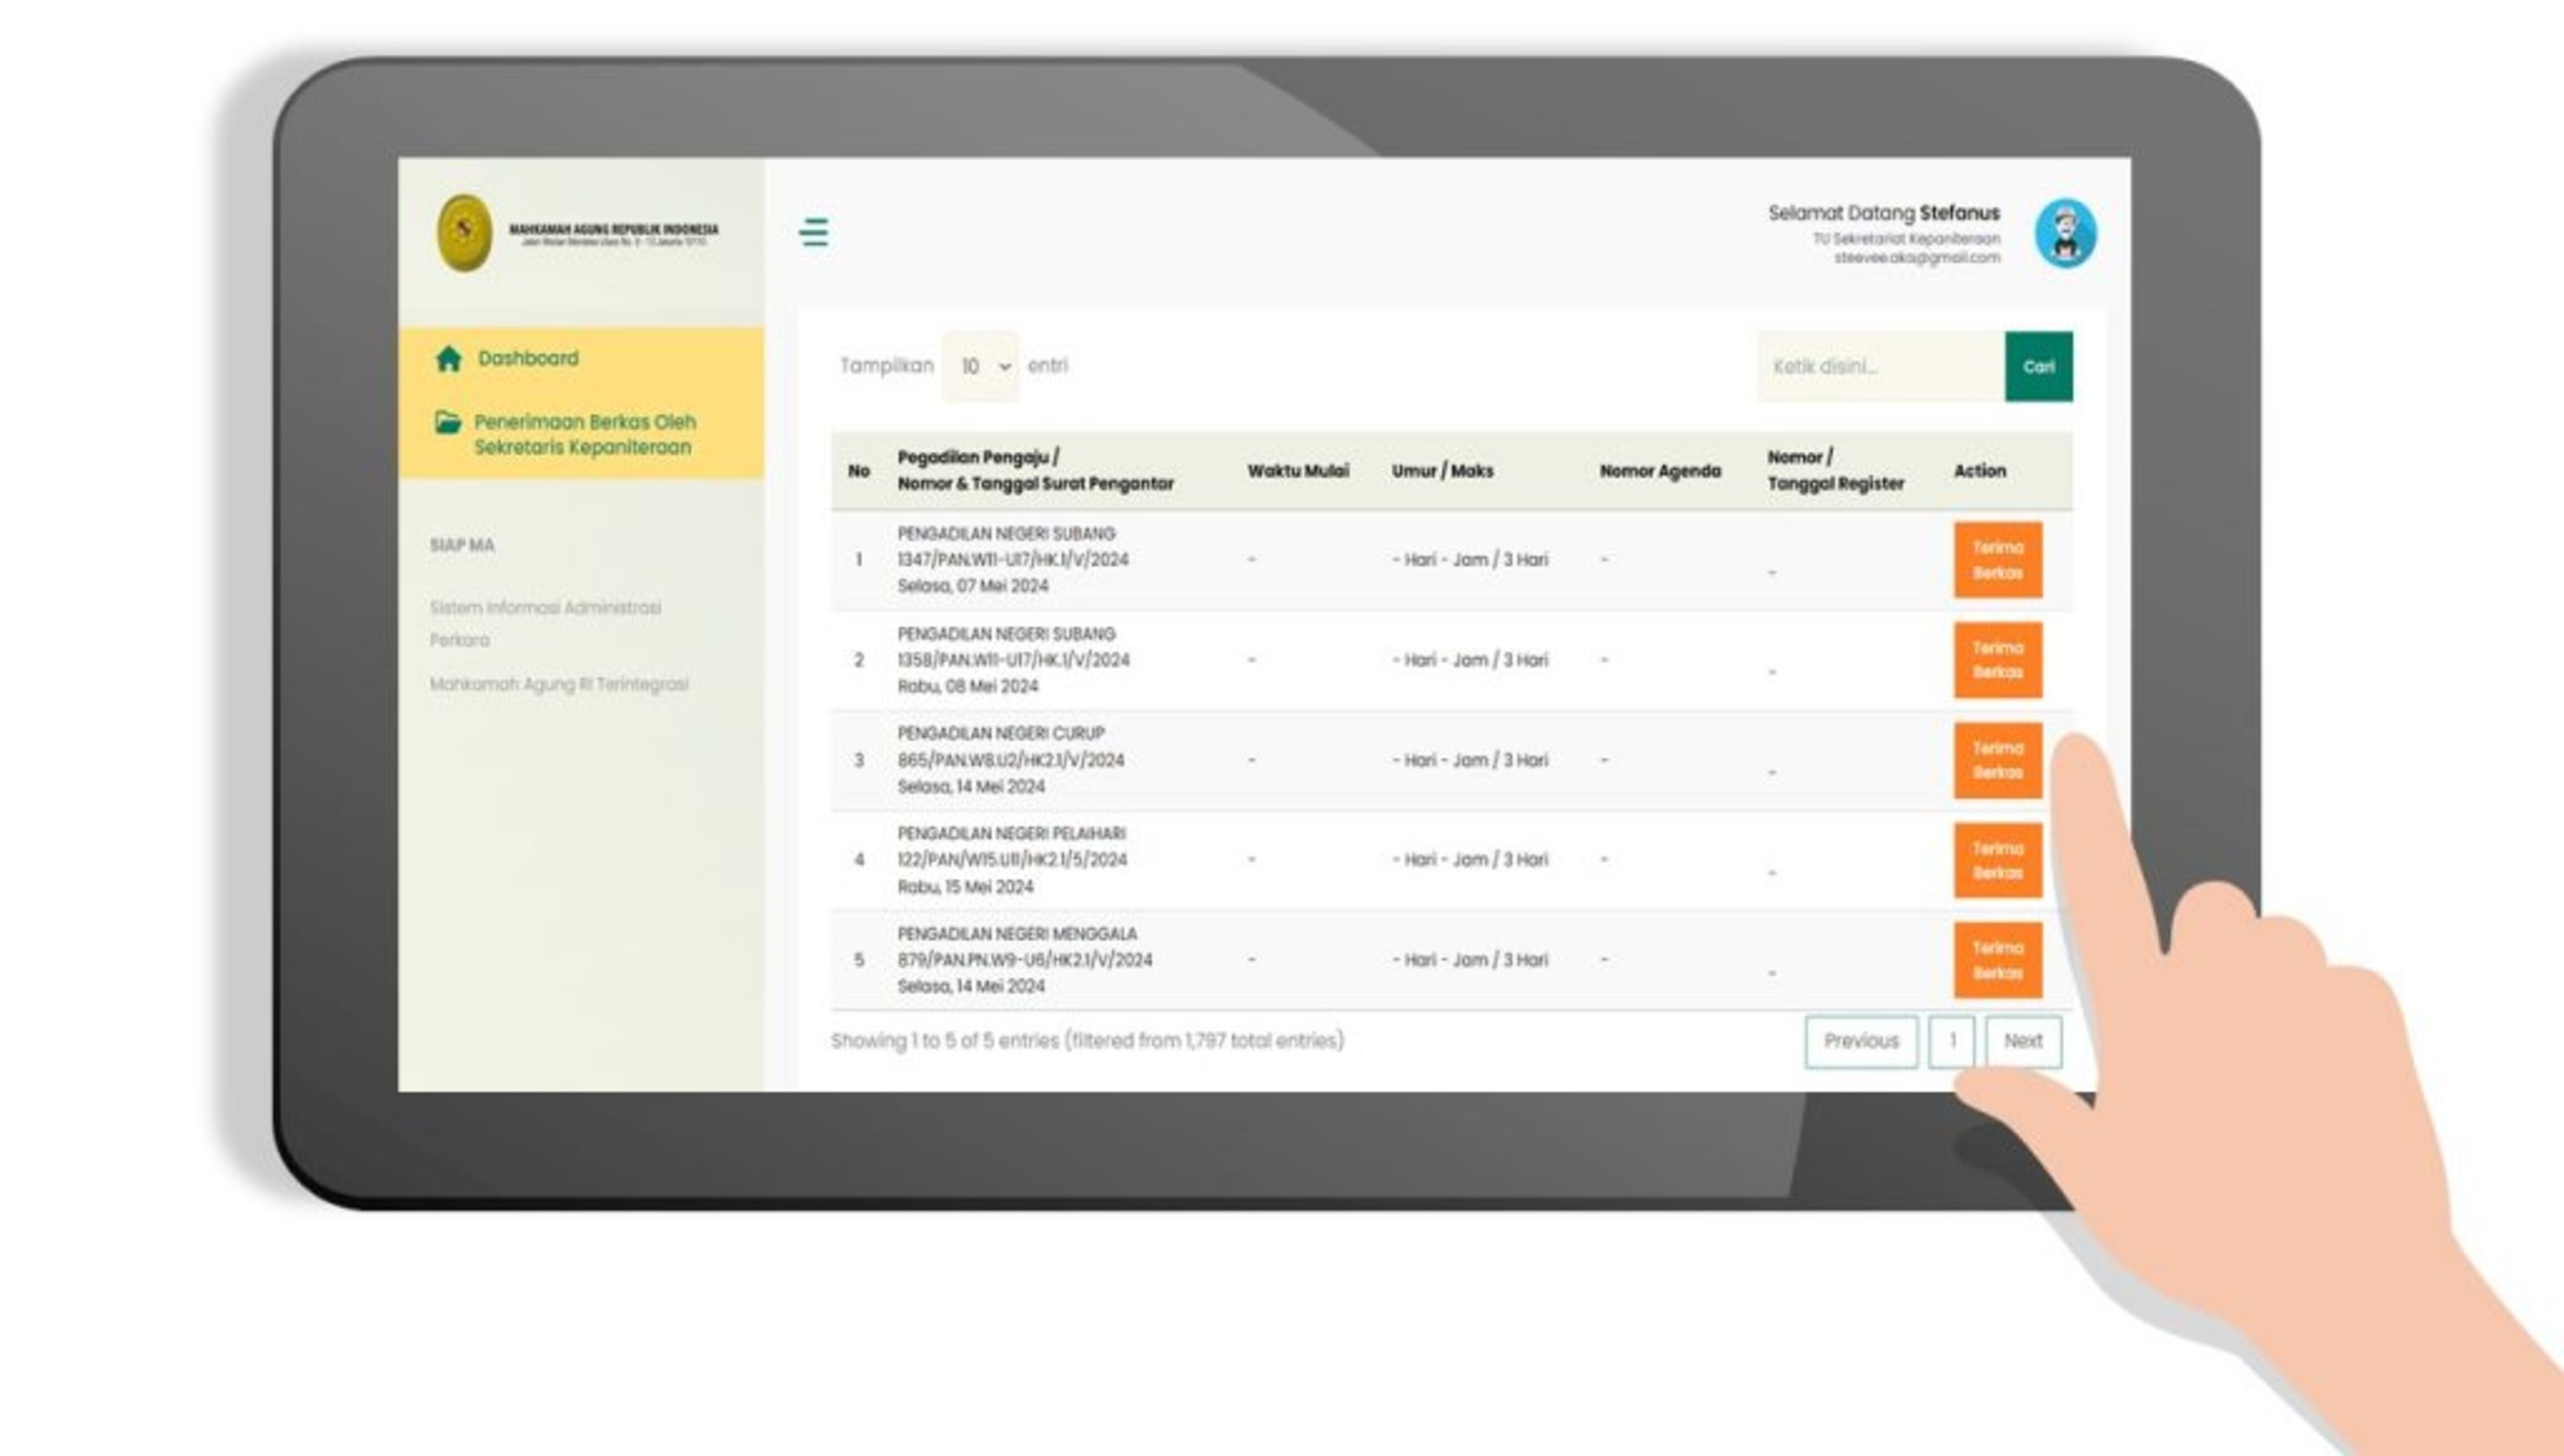 MAHKAMAH AGUNG REPUBLIK INDONESIA
Selamat Datang Stefanus
TU Sekretariat Kepaniteraan
steevee.aka@gmail.com
Dashboard
Penerimaan Berkas Oleh
Sekretaris Kepaniteraan
SIAP MA
Sistem Informasi Administrasi
Perkara
Mahkamah Agung RI Terintegrasi
Tampilkan 10 entri
Ketik disini... Cari
No Pegadilan Pengaju / Nomor & Tanggal Surat Pengantar Waktu Mulai Umur / Maks Nomor Agenda Nomor / Tanggal Register Action
1 PENGADILAN NEGERI SUBANG - - Hari - Jam / 3 Hari - - Terima Berkas
1347/PAN.W11-U17/HK.1/V/2024
Selasa, 07 Mei 2024
2 PENGADILAN NEGERI SUBANG - - Hari - Jam / 3 Hari - - Terima Berkas
1358/PAN.W11-U17/HK.1/V/2024
Rabu, 08 Mei 2024
3 PENGADILAN NEGERI CURUP - - Hari - Jam / 3 Hari - - Terima Berkas
865/PAN.W8.U2/HK2.1/V/2024
Selasa, 14 Mei 2024
4 PENGADILAN NEGERI PELAIHARI - - Hari - Jam / 3 Hari - - Terima Berkas
122/PAN/W15.U11/HK2.1/5/2024
Rabu, 15 Mei 2024
5 PENGADILAN NEGERI MENGGALA - - Hari - Jam / 3 Hari - - Terima Berkas
879/PAN.PN.W9-U6/HK2.1/V/2024
Selasa, 14 Mei 2024
Showing 1 to 5 of 5 entries (filtered from 1,797 total entries)
Previous 1 Next